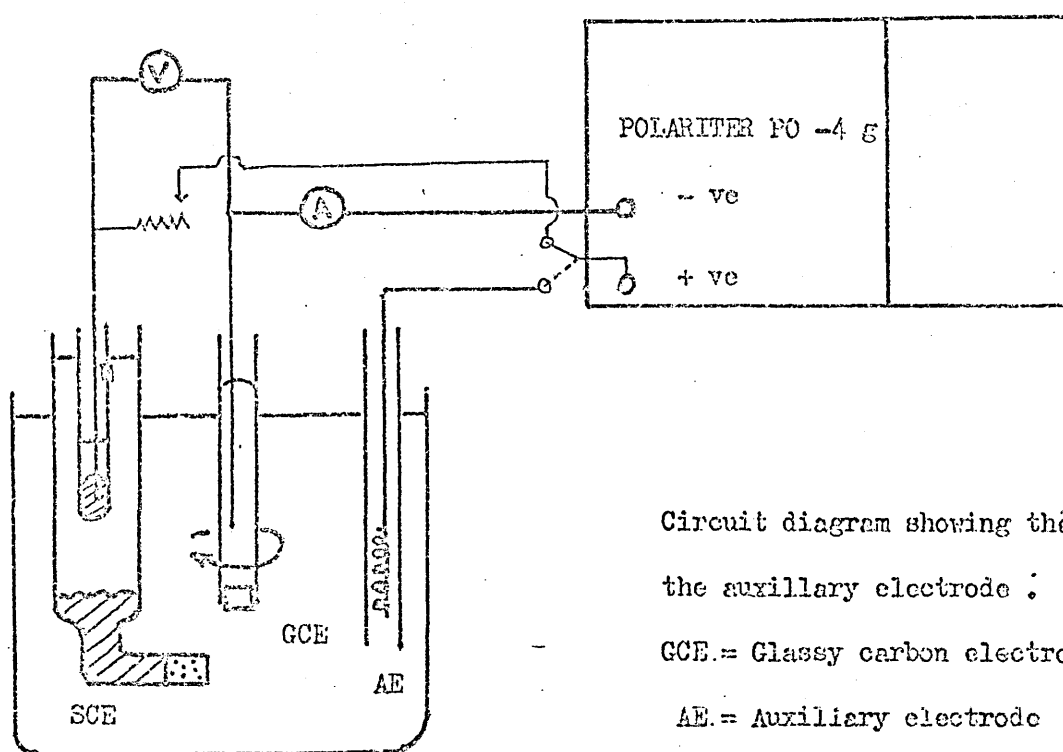 V
POLARITER PO -4 g
- ve
A
+ ve
GCE
AE
SCE
Circuit diagram showing the
the auxillary electrode :
GCE.= Glassy carbon electro
AE.= Auxiliary electrode